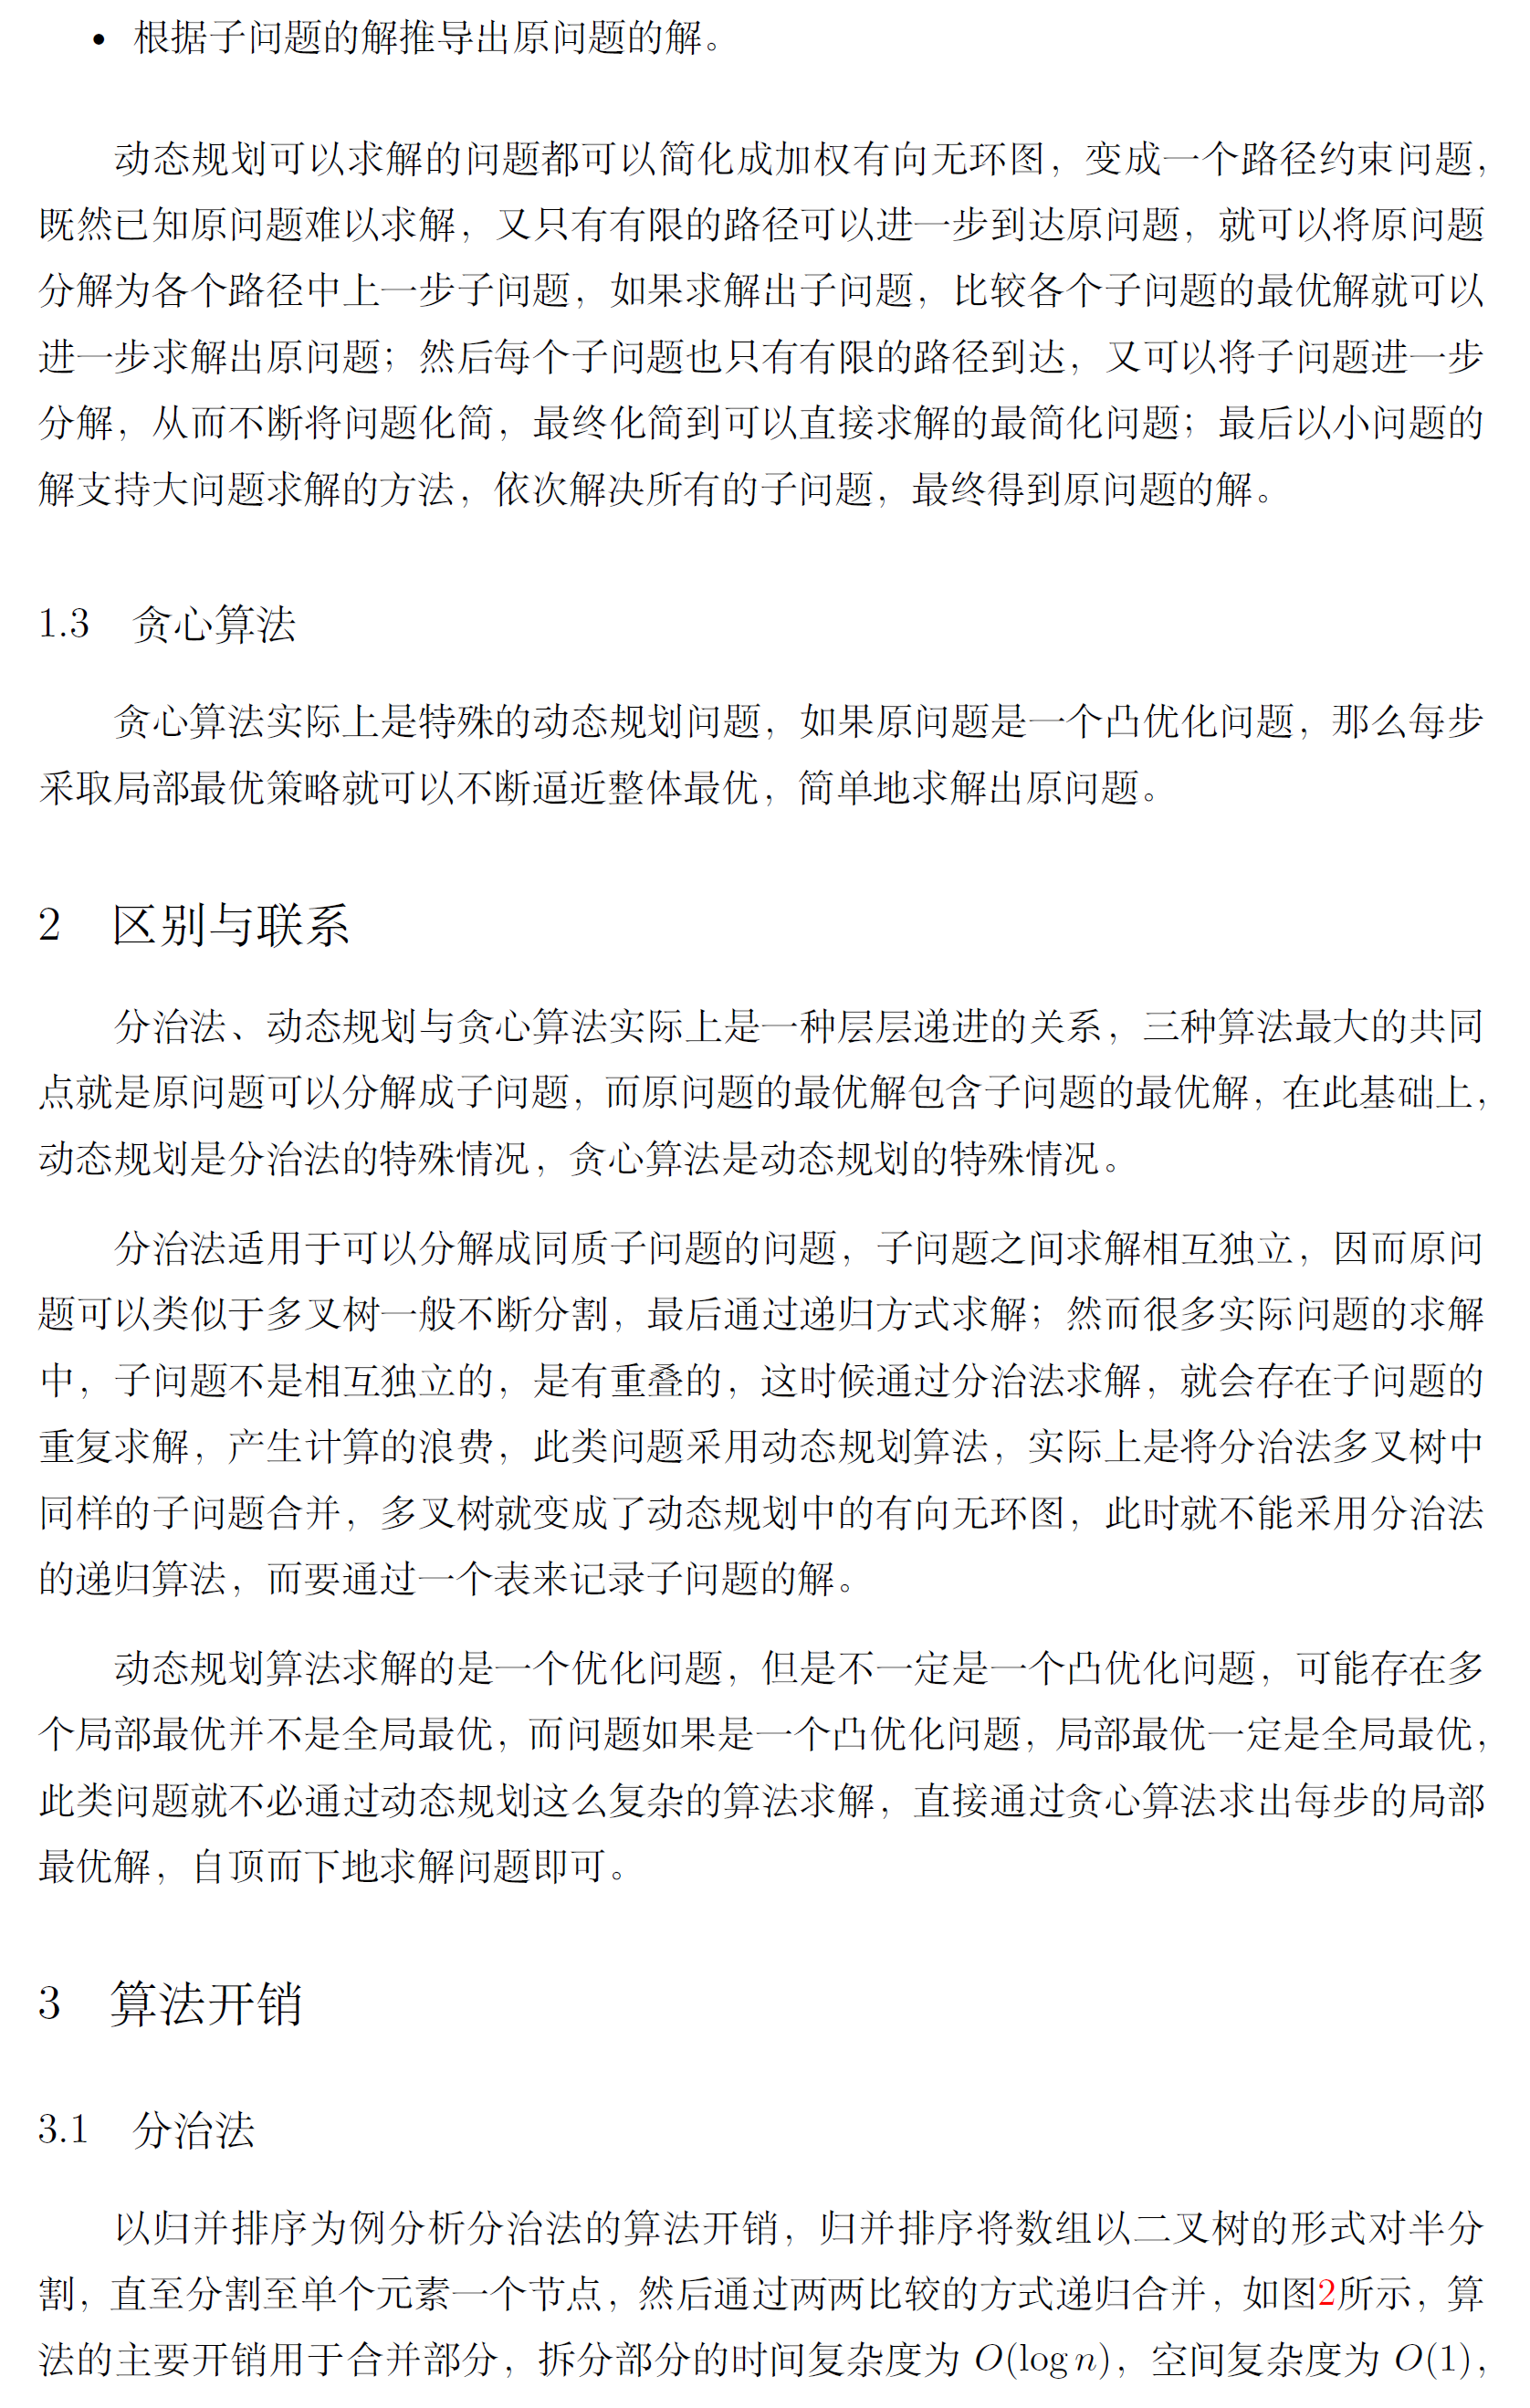 • 根据子问题的解推导出原问题的解。
动态规划可以求解的问题都可以简化成加权有向无环图，变成一个路径约束问题，
既然已知原问题难以求解，又只有有限的路径可以进一步到达原问题，就可以将原问题
分解为各个路径中上一步子问题，如果求解出子问题，比较各个子问题的最优解就可以
进一步求解出原问题；然后每个子问题也只有有限的路径到达，又可以将子问题进一步
分解，从而不断将问题化简，最终化简到可以直接求解的最简化问题；最后以小问题的
解支持大问题求解的方法，依次解决所有的子问题，最终得到原问题的解。
1.3 贪心算法
贪心算法实际上是特殊的动态规划问题，如果原问题是一个凸优化问题，那么每步
采取局部最优策略就可以不断逼近整体最优，简单地求解出原问题。
2 区别与联系
分治法、动态规划与贪心算法实际上是一种层层递进的关系，三种算法最大的共同
点就是原问题可以分解成子问题，而原问题的最优解包含子问题的最优解，在此基础上，
动态规划是分治法的特殊情况，贪心算法是动态规划的特殊情况。
分治法适用于可以分解成同质子问题的问题，子问题之间求解相互独立，因而原问
题可以类似于多叉树一般不断分割，最后通过递归方式求解；然而很多实际问题的求解
中，子问题不是相互独立的，是有重叠的，这时候通过分治法求解，就会存在子问题的
重复求解，产生计算的浪费，此类问题采用动态规划算法，实际上是将分治法多叉树中
同样的子问题合并，多叉树就变成了动态规划中的有向无环图，此时就不能采用分治法
的递归算法，而要通过一个表来记录子问题的解。
动态规划算法求解的是一个优化问题，但是不一定是一个凸优化问题，可能存在多
个局部最优并不是全局最优，而问题如果是一个凸优化问题，局部最优一定是全局最优，
此类问题就不必通过动态规划这么复杂的算法求解，直接通过贪心算法求出每步的局部
最优解，自顶而下地求解问题即可。
3 算法开销
3.1 分治法
以归并排序为例分析分治法的算法开销，归并排序将数组以二叉树的形式对半分
割，直至分割至单个元素一个节点，然后通过两两比较的方式递归合并，如图2所示，算
法的主要开销用于合并部分，拆分部分的时间复杂度为 O(log n)，空间复杂度为 O(1)，